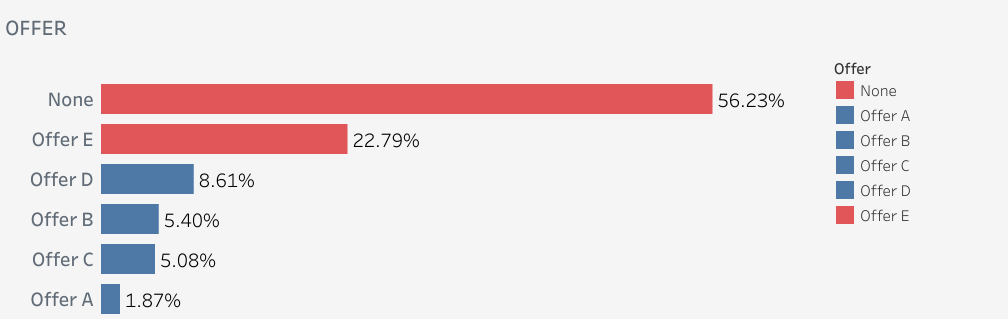 OFFER
None 56.23%
Offer E 22.79%
Offer D 8.61%
Offer B 5.40%
Offer C 5.08%
Offer A 1.87%
Offer
None
Offer A
Offer B
Offer C
Offer D
Offer E